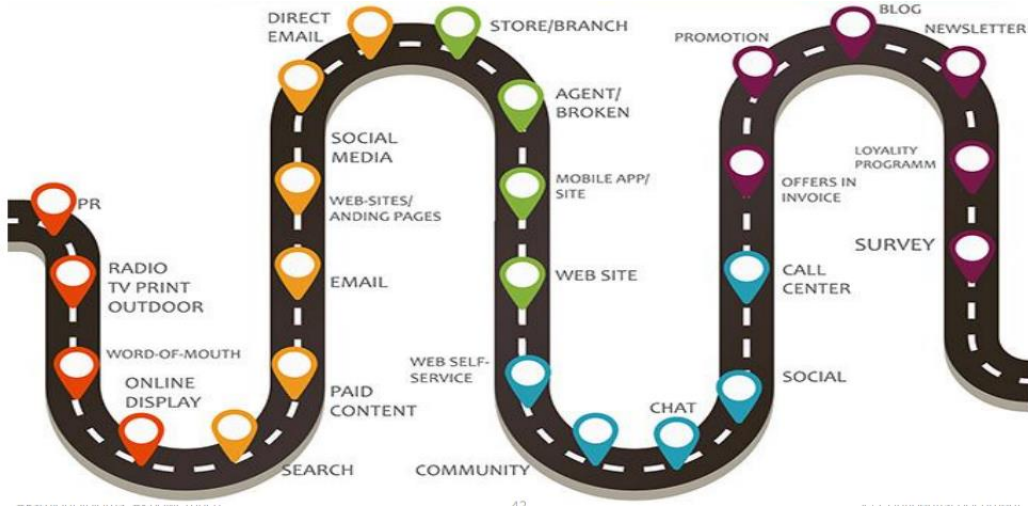 PR
RADIO
TV PRINT
OUTDOOR
WORD-OF-MOUTH
ONLINE
DISPLAY
SEARCH
PAID
CONTENT
EMAIL
WEB-SITES/
ANDING PAGES
SOCIAL
MEDIA
DIRECT
EMAIL
STORE/BRANCH
AGENT/
BROKEN
MOBILE APP/
SITE
WEB SITE
WEB SELF-
SERVICE
COMMUNITY
CHAT
SOCIAL
CALL
CENTER
OFFERS IN
INVOICE
PROMOTION
BLOG
NEWSLETTER
LOYALITY
PROGRAMM
SURVEY